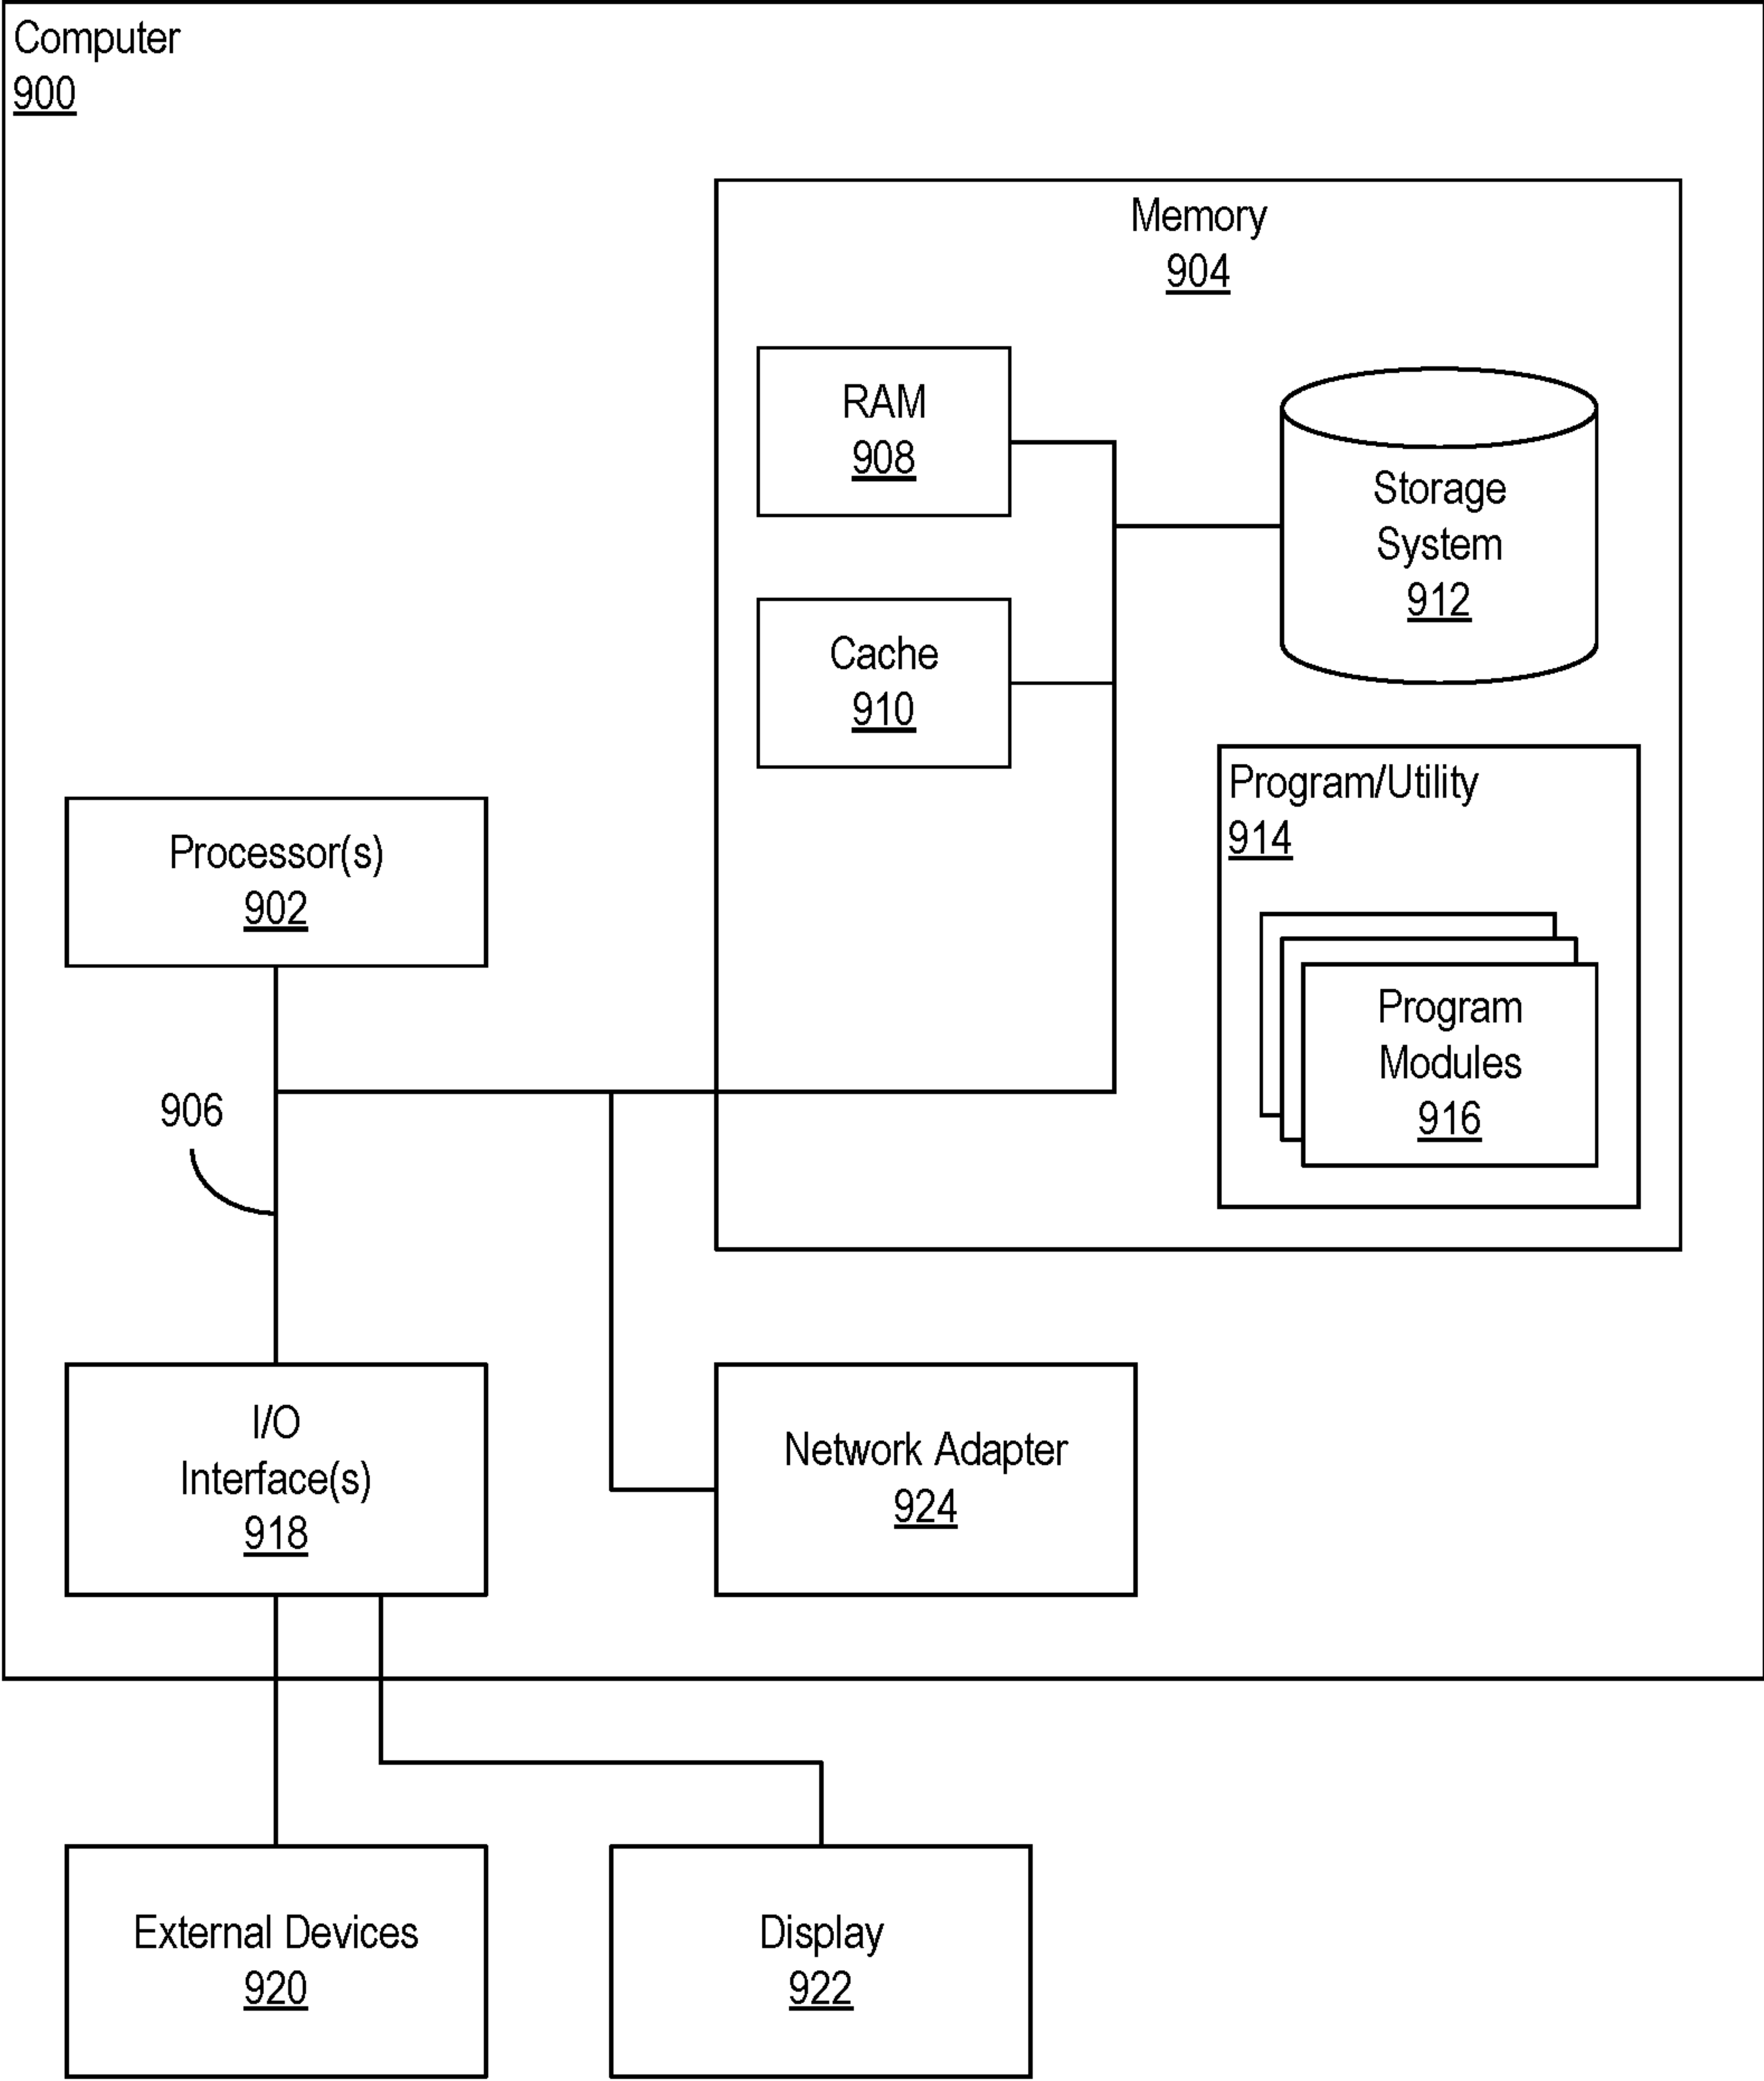 Computer
900
Memory
904
RAM
908
Storage
System
912
Cache
910
Program/Utility
914
Processor(s)
902
Program
Modules
916
906
I/O
Interface(s)
918
Network Adapter
924
External Devices
920
Display
922